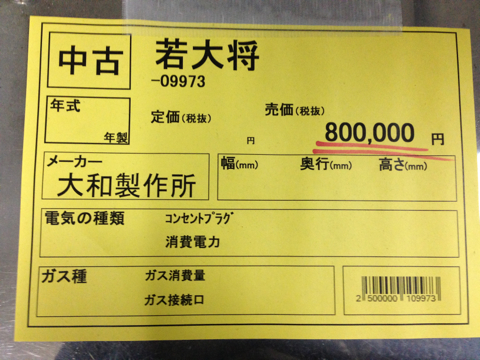 中古 若大将
-09973
年式 年製
定価(税抜) 円
売価(税抜) 800,000 円
メーカー 大和製作所
幅(mm) 奥行(mm) 高さ(mm)
電気の種類 ｺﾝｾﾝﾄﾌﾟﾗｸﾞ
消費電力
ガス種 ガス消費量
ガス接続口
2 500000 109973